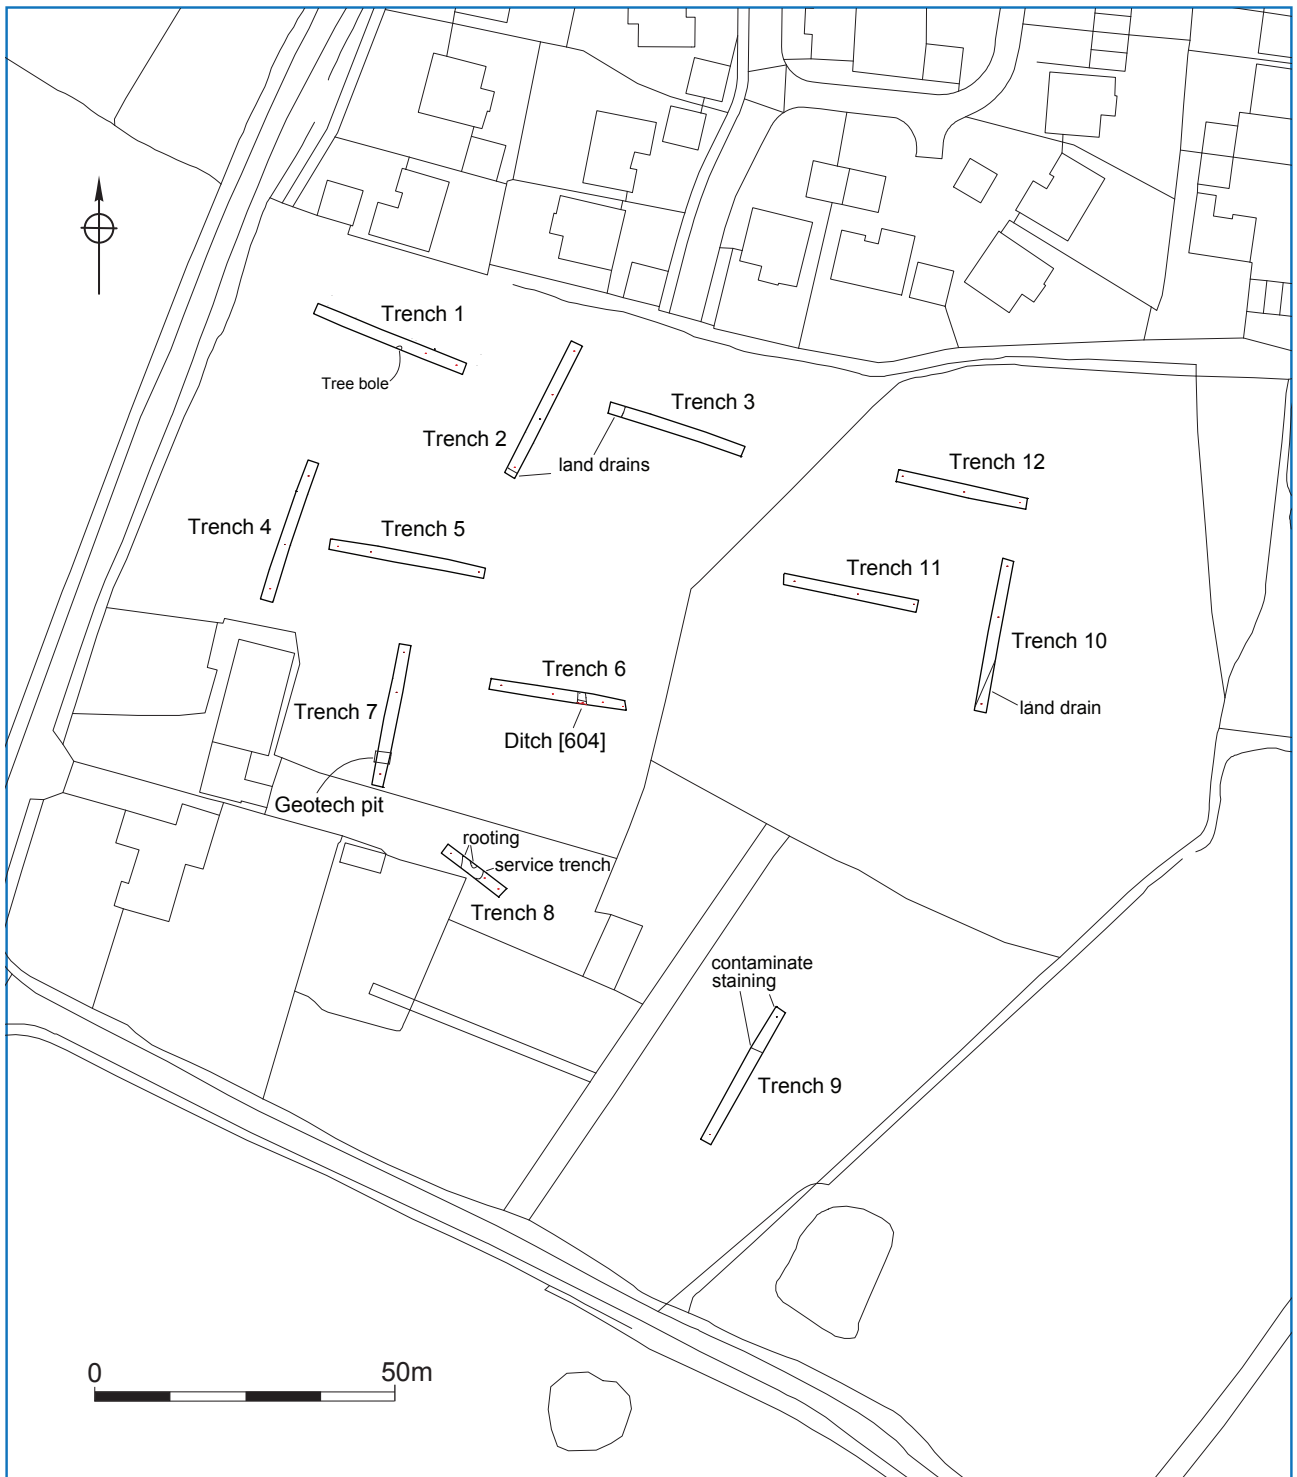 Trench 1
Tree bole
Trench 3
Trench 2
land drains
Trench 12
Trench 4
Trench 5
Trench 11
Trench 10
Trench 6
land drain
Trench 7
Ditch [604]
Geotech pit
rooting
service trench
Trench 8
contaminate
staining
Trench 9
0
50m